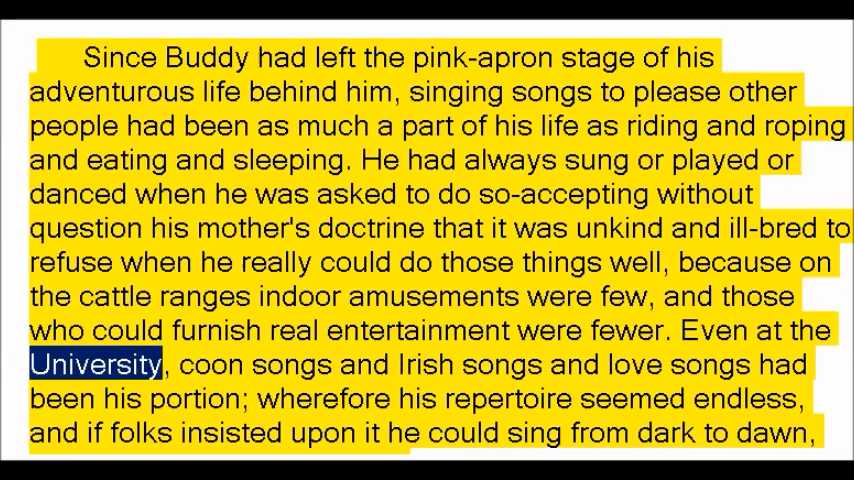 Since Buddy had left the pink-apron stage of his
adventurous life behind him, singing songs to please other
people had been as much a part of his life as riding and roping
and eating and sleeping. He had always sung or played or
danced when he was asked to do so-accepting without
question his mother's doctrine that it was unkind and ill-bred to
refuse when he really could do those things well, because on
the cattle ranges indoor amusements were few, and those
who could furnish real entertainment were fewer. Even at the
University, coon songs and Irish songs and love songs had
been his portion; wherefore his repertoire seemed endless,
and if folks insisted upon it he could sing from dark to dawn,